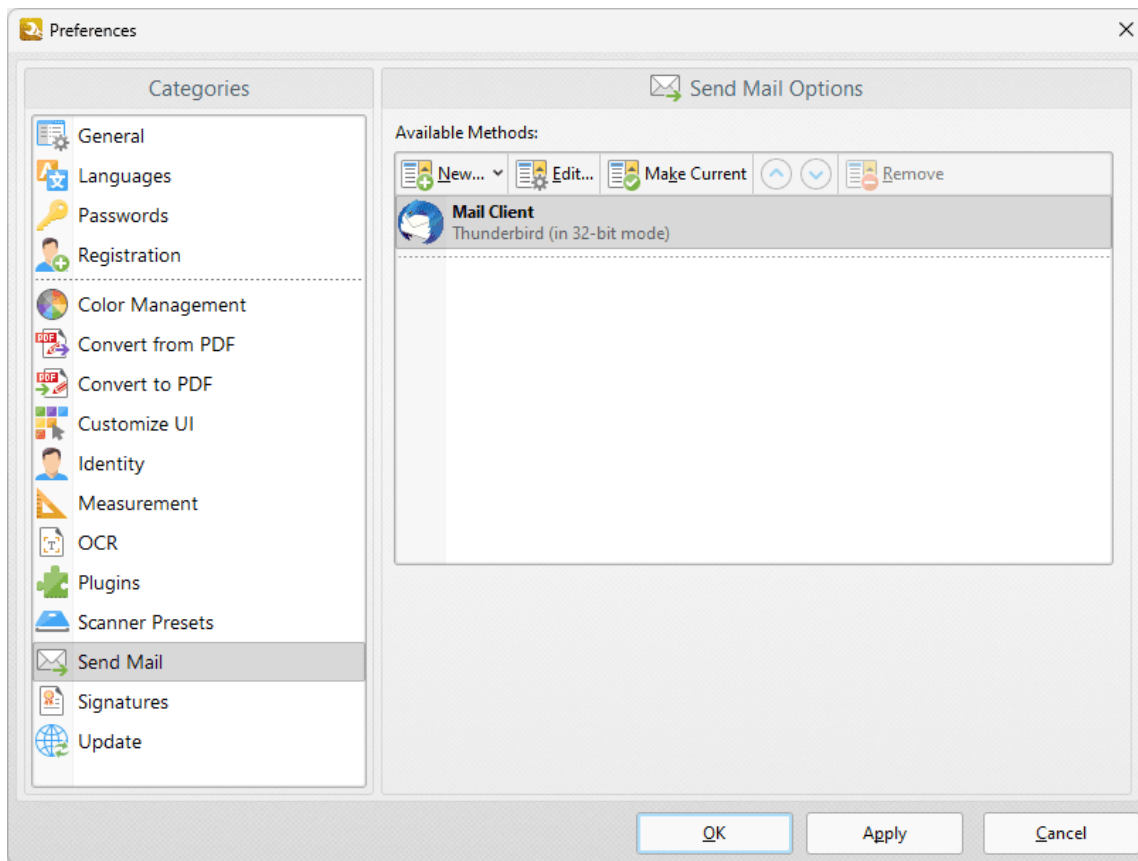 Preferences
Categories
General
Languages
Passwords
Registration
Color Management
Convert from PDF
Convert to PDF
Customize UI
Identity
Measurement
OCR
Plugins
Scanner Presets
Send Mail
Signatures
Update
Send Mail Options
Available Methods:
New... Edit... Make Current Remove
Mail Client
Thunderbird (in 32-bit mode)
OK Apply Cancel